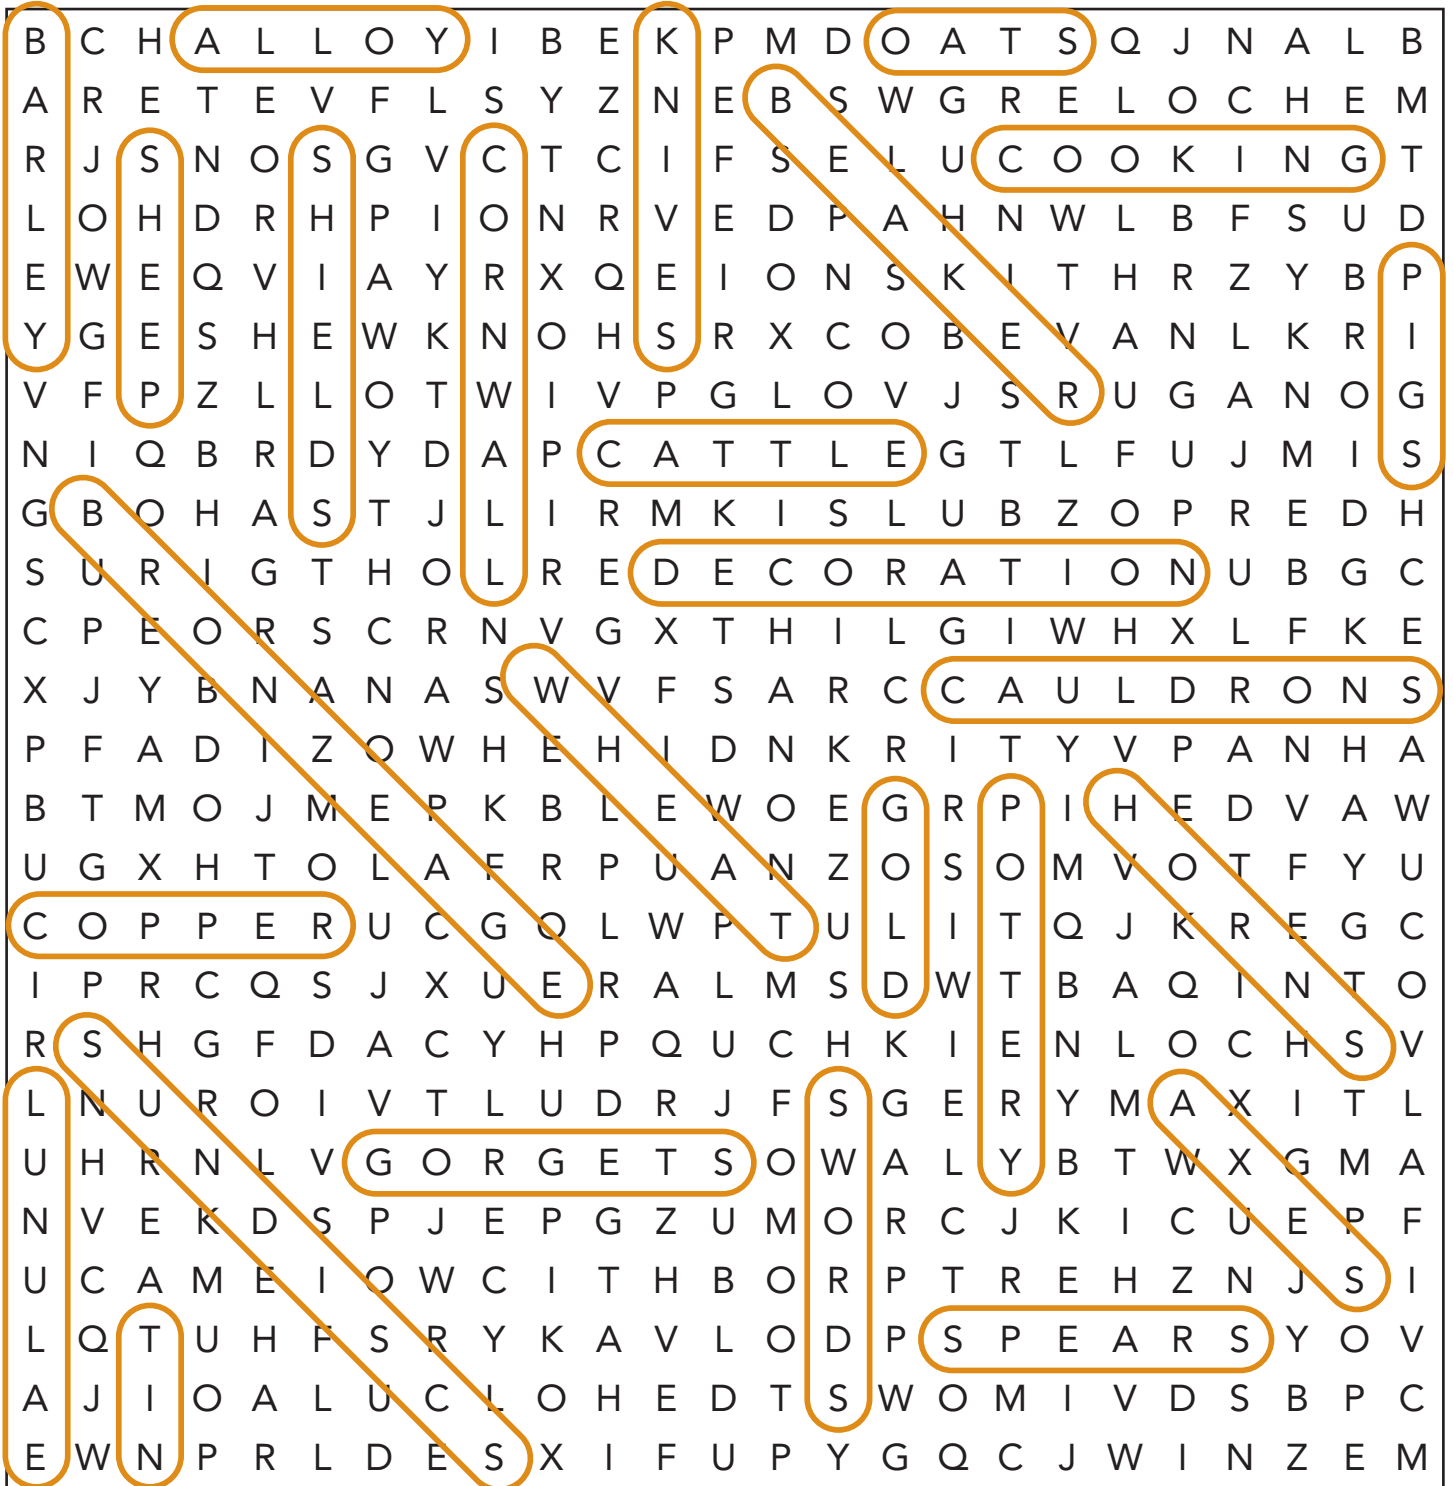 B C H A L L O Y I B E K P M D O A T S Q J N A L B
A R E T E V F L S Y Z N E B S W G R E L O C H E M
R J S N O S G V C T C I F S E L U C O O K I N G T
L O H D R H P I O N R V E D P A H N W L B F S U D
E W E Q V I A Y R X Q E I O N S K I T H R Z Y B P
Y G E S H E W K N O H S R X C O B E V A N L K R I
V F P Z L L O T W I V P G L O V J S R U G A N O G
N I Q B R D Y D A P C A T T L E G T L F U J M I S
G B O H A S T J L I R M K I S L U B Z O P R E D H
S U R I G T H O L R E D E C O R A T I O N U B G C
C P E O R S C R N V G X T H I L G I W H X L F K E
X J Y B N A N A S W V F S A R C C A U L D R O N S
P F A D I Z O W H E H I D N K R I T Y V P A N H A
B T M O J M E P K B L E W O E G R P I H E D V A W
U G X H T O L A F R P U A N Z O S O M V O T F Y U
C O P P E R U C G O L W P T U L I T Q J K R E G C
I P R C Q S J X U E R A L M S D W T B A Q I N T O
R S H G F D A C Y H P Q U C H K I E N L O C H S V
L N U R O I V T L U D R J F S G E R Y M A X I T L
U H R N L V G O R G E T S O W A L Y B T W X G M A
N V E K D S P J E P G Z U M O R C J K I C U E P F
U C A M E I O W C I T H B O R P T R E H Z N J S I
L Q T U H F S R Y K A V L O D P S P E A R S Y O V
A J I O A L U C L O H E D T S W O M I V D S B P C
E W N P R L D E S X I F U P Y G Q C J W I N Z E M